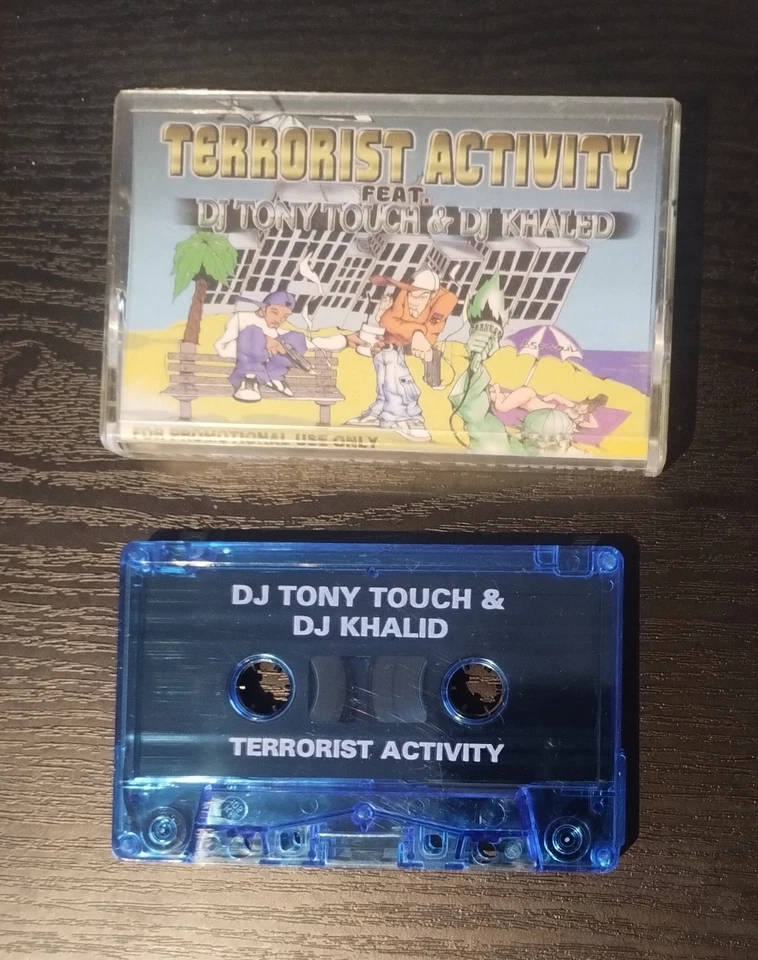 TERRORIST ACTIVITY
FEAT.
DJ TONY TOUCH & DJ KHALED
FOR PROMOTIONAL USE ONLY
DJ TONY TOUCH &
DJ KHALID
TERRORIST ACTIVITY